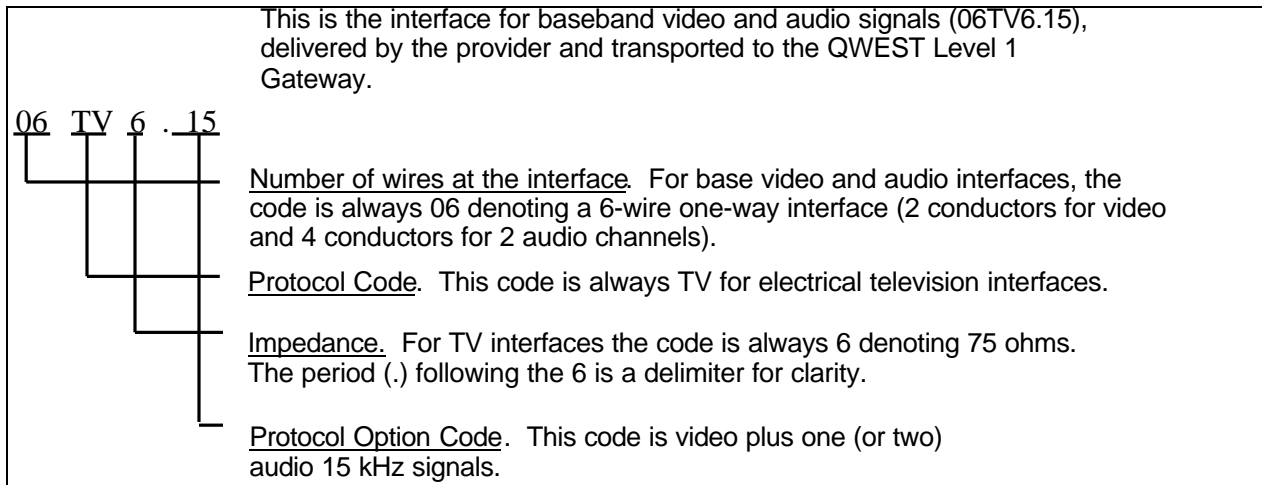 This is the interface for baseband video and audio signals (06TV6.15),
delivered by the provider and transported to the QWEST Level 1
Gateway.
06 TV 6 . 15
Number of wires at the interface. For base video and audio interfaces, the
code is always 06 denoting a 6-wire one-way interface (2 conductors for video
and 4 conductors for 2 audio channels).
Protocol Code. This code is always TV for electrical television interfaces.
Impedance. For TV interfaces the code is always 6 denoting 75 ohms.
The period (.) following the 6 is a delimiter for clarity.
Protocol Option Code. This code is video plus one (or two)
audio 15 kHz signals.